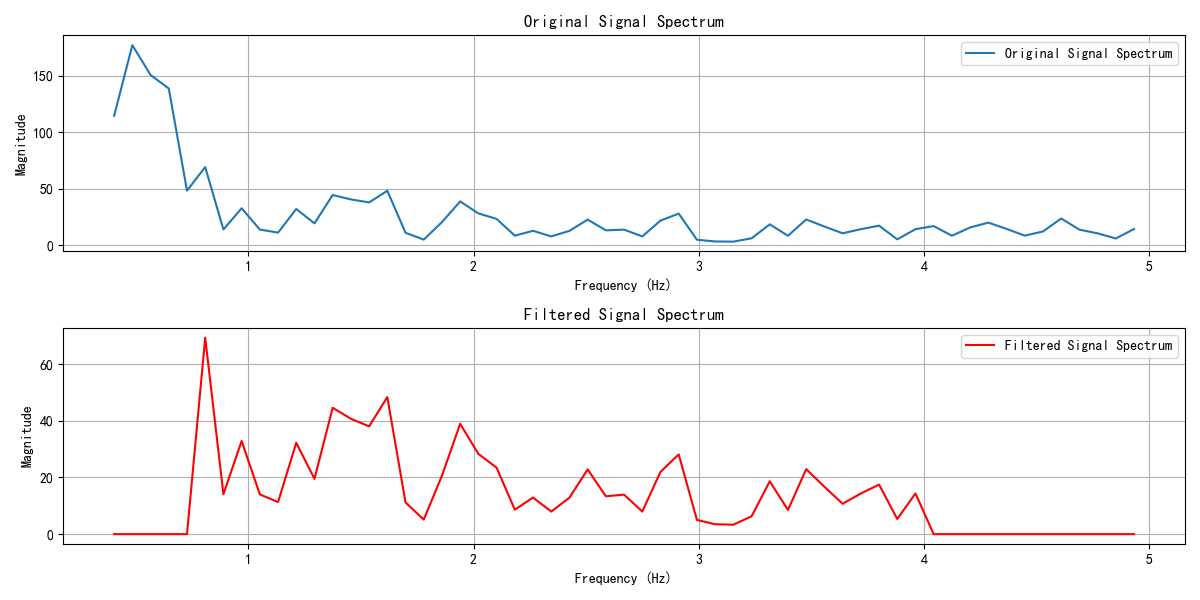 Original Signal Spectrum
Original Signal Spectrum
Magnitude
150
100
50
0
1 2 3 4 5
Frequency (Hz)
Filtered Signal Spectrum
Filtered Signal Spectrum
Magnitude
60
40
20
0
1 2 3 4 5
Frequency (Hz)